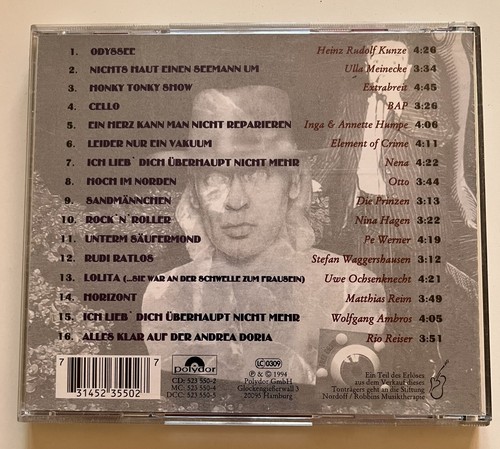 1. ODYSSEE Heinz Rudolf Kunze 4:26
2. NICHTS HAUT EINEN SEEMANN UM Ulla Meinecke 3:34
3. HONKY TONKY SHOW Extrabreit 4:45
4. CELLO BAP 3:26
5. EIN HERZ KANN MAN NICHT REPARIEREN Inga & Annette Humpe 4:06
6. LEIDER NUR EIN VAKUUM Element of Crime 4:11
7. ICH LIEB´ DICH ÜBERHAUPT NICHT MEHR Nena 4:22
8. HOCH IM NORDEN Otto 3:44
9. SANDMÄNNCHEN Die Prinzen 3:13
10. ROCK´N´ROLLER Nina Hagen 3:22
11. UNTERM SÄUFERMOND Pe Werner 4:19
12. RUDI RATLOS Stefan Waggershausen 3:12
13. LOLITA (...SIE WAR AN DER SCHWELLE ZUM FRAUSEIN) Uwe Ochsenknecht 4:21
14. HORIZONT Matthias Reim 3:49
15. ICH LIEB´ DICH ÜBERHAUPT NICHT MEHR Wolfgang Ambros 4:05
16. ALLES KLAR AUF DER ANDREA DORIA Rio Reiser 3:51
7 31452 35502 7
polydor
CD: 523 550-2
MC: 523 550-4
DCC: 523 550-5
LC 0309
℗ & © 1994
Polydor GmbH
Glockengießerwall 3
20095 Hamburg
Ein Teil des Erlöses
aus dem Verkauf dieses
Tonträgers geht an die Stiftung
Nordoff / Robbins Musiktherapie